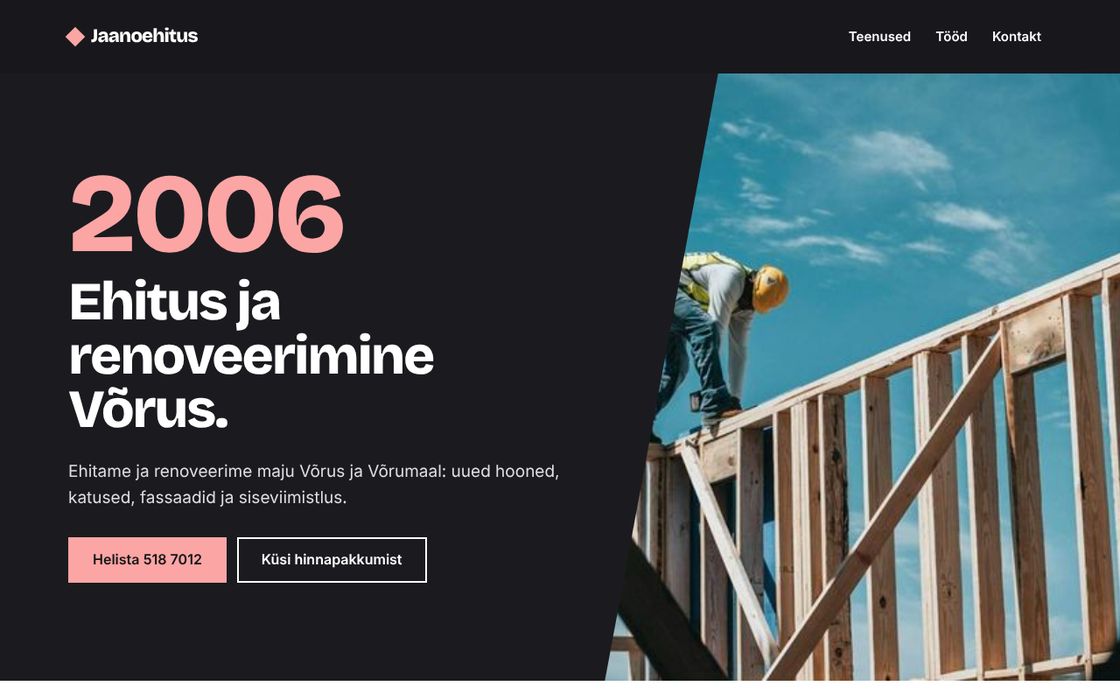 Jaanoehitus
Teenused Tööd Kontakt
2006
Ehitus ja
renoveerimine
Võrus.
Ehitame ja renoveerime maju Võrus ja Võrumaal: uued hooned,
katused, fassaadid ja siseviimistlus.
Helista 518 7012 Küsi hinnapakkumist